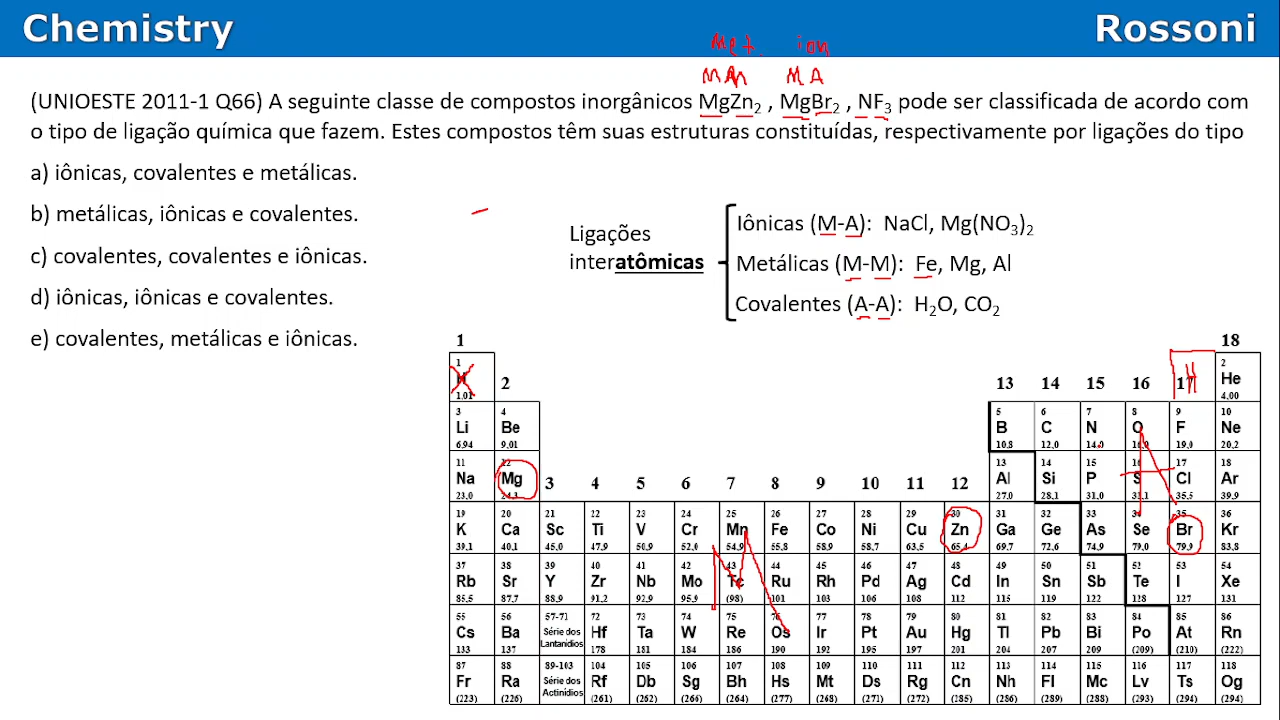 Chemistry Rossoni
Met ion
MM MA
(UNIOESTE 2011-1 Q66) A seguinte classe de compostos inorgânicos MgZn₂ , MgBr₂ , NF₃ pode ser classificada de acordo com
o tipo de ligação química que fazem. Estes compostos têm suas estruturas constituídas, respectivamente por ligações do tipo
a) iônicas, covalentes e metálicas.
b) metálicas, iônicas e covalentes.
c) covalentes, covalentes e iônicas.
d) iônicas, iônicas e covalentes.
e) covalentes, metálicas e iônicas.
Ligações
interatômicas
Iônicas (M-A): NaCl, Mg(NO₃)₂
Metálicas (M-M): Fe, Mg, Al
Covalentes (A-A): H₂O, CO₂
1 18
1 2
H He
1.01 4.00
2 13 14 15 16 17
H
3 4 5 6 7 8 9 10
Li Be B C N O F Ne
6,94 9,01 10,8 12,0 14,0 16,0 19,0 20,2
11 12 13 14 15 16 17 18
Na Mg Al Si P S Cl Ar
23,0 24,3 27,0 28,1 31,0 32,1 35,5 39,9
3 4 5 6 7 8 9 10 11 12
A
19 20 21 22 23 24 25 26 27 28 29 30 31 32 33 34 35 36
K Ca Sc Ti V Cr Mn Fe Co Ni Cu Zn Ga Ge As Se Br Kr
39,1 40,1 45,0 47,9 50,9 52,0 54,9 55,8 58,9 58,7 63,5 65,4 69,7 72,6 74,9 79,0 79,9 83,8
M
37 38 39 40 41 42 43 44 45 46 47 48 49 50 51 52 53 54
Rb Sr Y Zr Nb Mo Tc Ru Rh Pd Ag Cd In Sn Sb Te I Xe
85,5 87,7 88,9 91,2 92,9 95,9 (98) 101 103 106 108 112 115 119 122 128 127 131
55 56 57-71 72 73 74 75 76 77 78 79 80 81 82 83 84 85 86
Cs Ba Série dos Lantanídios Hf Ta W Re Os Ir Pt Au Hg Tl Pb Bi Po At Rn
133 137 178 181 184 186 190 192 195 197 201 204 207 209 (209) (210) (222)
87 88 89-103 104 105 106 107 108 109 110 111 112 113 114 115 116 117 118
Fr Ra Série dos Actinídios Rf Db Sg Bh Hs Mt Ds Rg Cn Nh Fl Mc Lv Ts Og
(223) (226) (261) (262) (266) (264) (277) (268) (271) (272) (285) (286) (289) (288) (293) (294) (294)